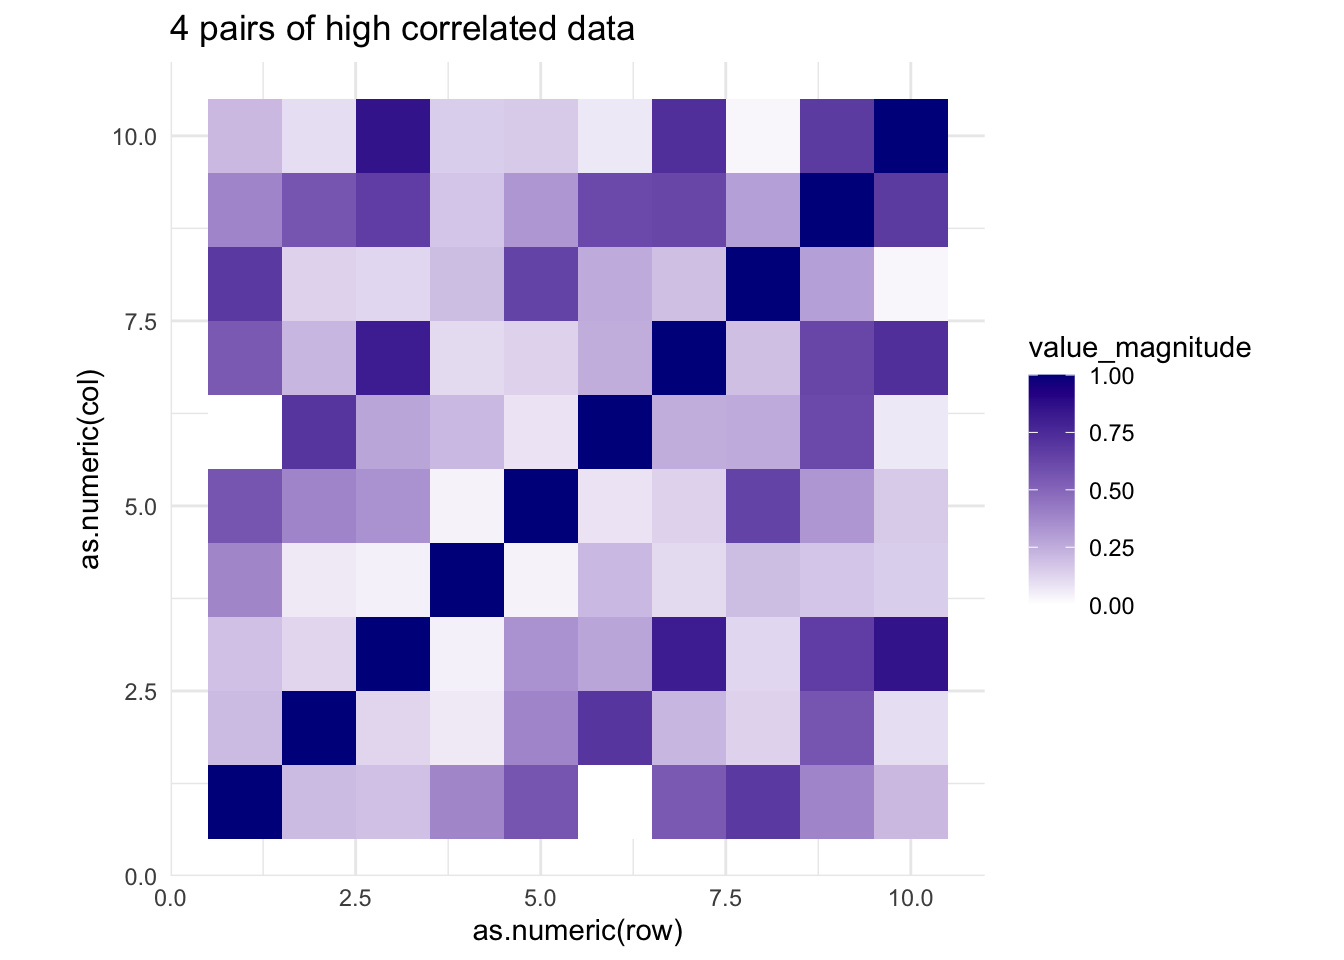 4 pairs of high correlated data
10.0
7.5
5.0
2.5
0.0
as.numeric(col)
0.0 2.5 5.0 7.5 10.0
as.numeric(row)
value_magnitude
1.00
0.75
0.50
0.25
0.00